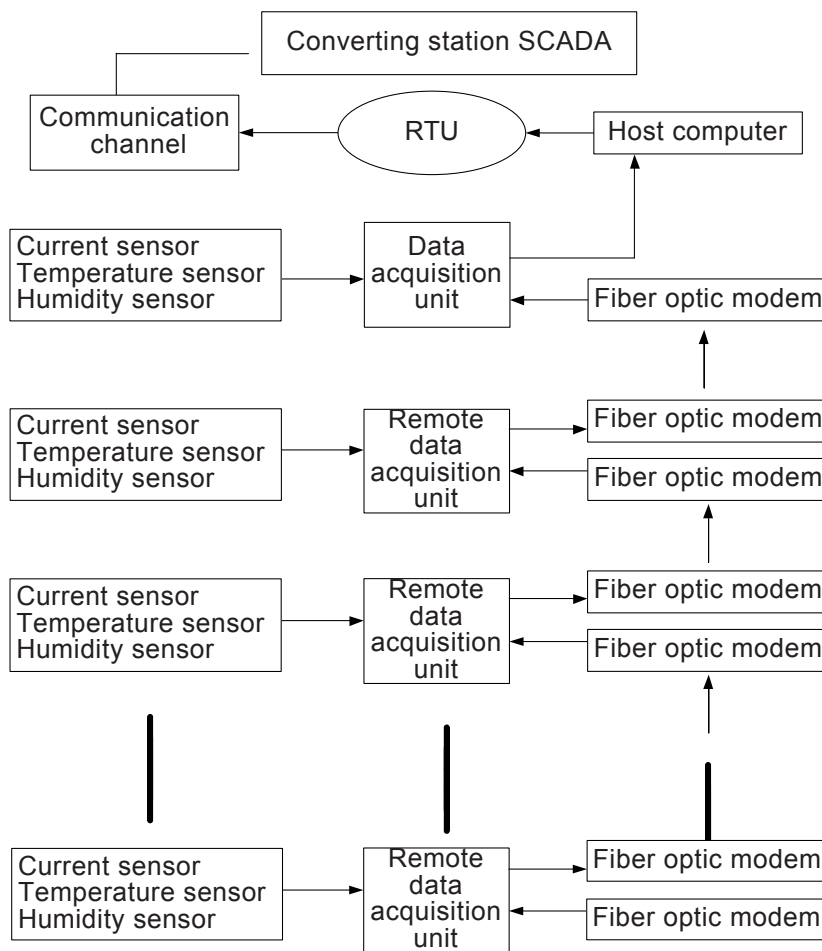 Converting station SCADA
Communication
channel
RTU
Host computer
Current sensor
Temperature sensor
Humidity sensor
Data
acquisition
unit
Fiber optic modem
Current sensor
Temperature sensor
Humidity sensor
Remote
data
acquisition
unit
Fiber optic modem
Fiber optic modem
Current sensor
Temperature sensor
Humidity sensor
Remote
data
acquisition
unit
Fiber optic modem
Fiber optic modem
Current sensor
Temperature sensor
Humidity sensor
Remote
data
acquisition
unit
Fiber optic modem
Fiber optic modem